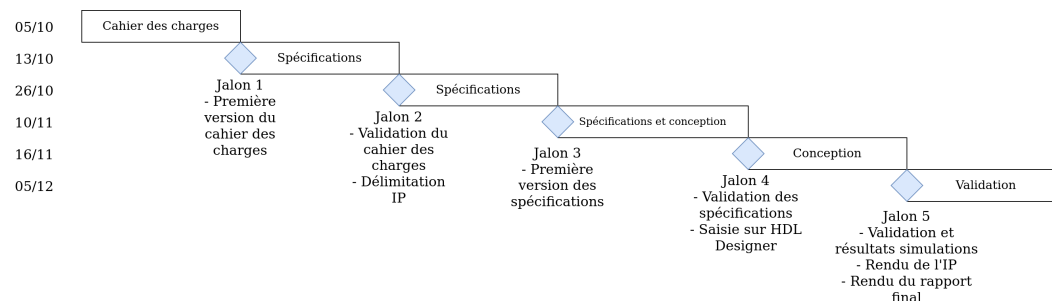 05/10
Cahier des charges
13/10
Spécifications
Jalon 1
- Première
version du
cahier des
charges
26/10
Spécifications
Jalon 2
- Validation du
cahier des
charges
- Délimitation
IP
10/11
Spécifications et conception
Jalon 3
- Première
version des
spécifications
16/11
Conception
Jalon 4
- Validation des
spécifications
- Saisie sur HDL
Designer
05/12
Validation
Jalon 5
- Validation et
résultats simulations
- Rendu de l'IP
- Rendu du rapport
final